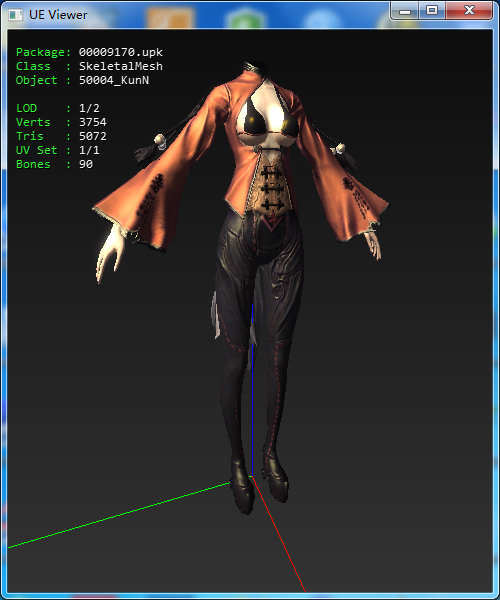 UE Viewer
Package: 00009170.upk
Class : SkeletalMesh
Object : 50004_KunN
LOD : 1/2
Verts : 3754
Tris : 5072
UV Set : 1/1
Bones : 90